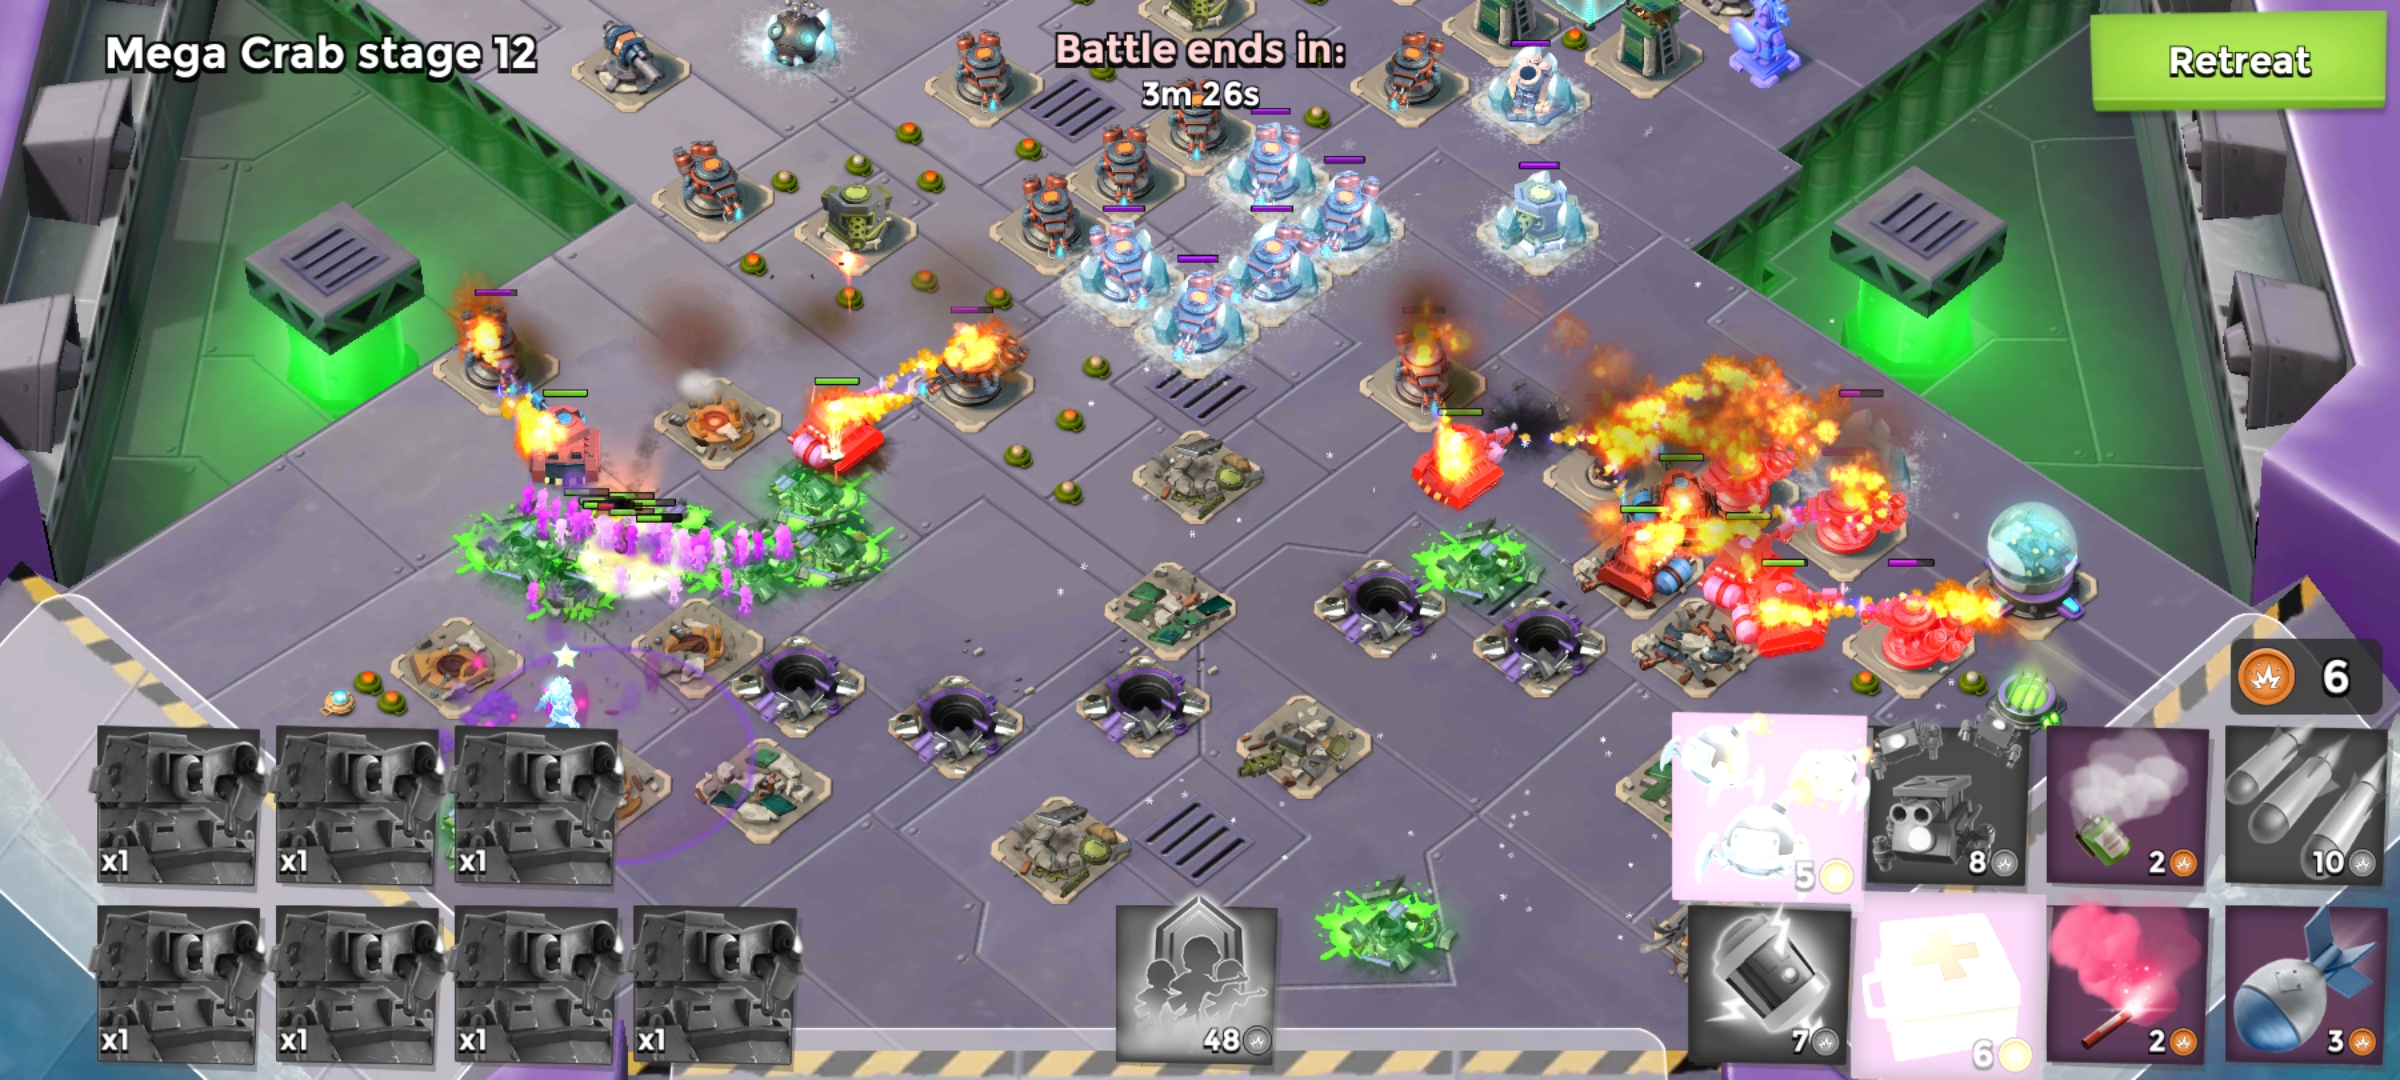 Mega Crab stage 12
Battle ends in:
3m 26s
Retreat
6
x1
x1
x1
5
8
2
10
x1
x1
x1
x1
48
7
6
2
3